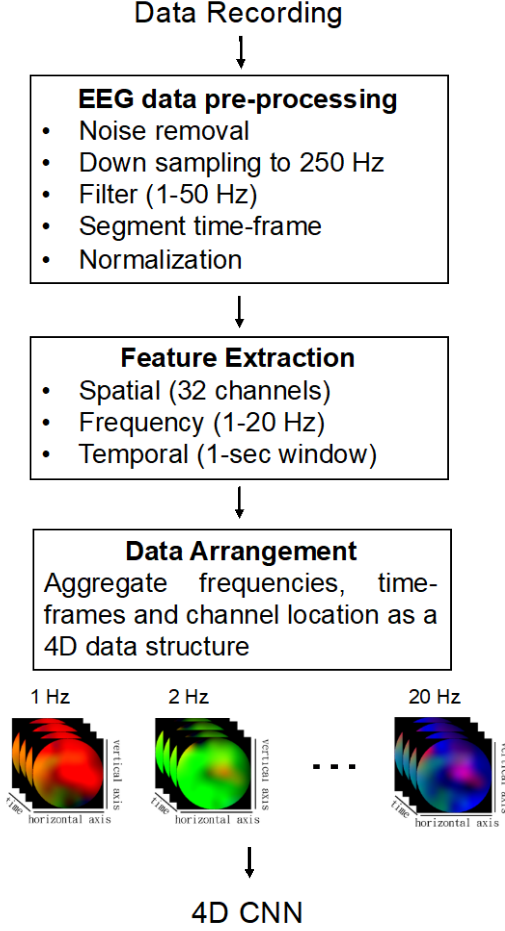 Data Recording
EEG data pre-processing
• Noise removal
• Down sampling to 250 Hz
• Filter (1-50 Hz)
• Segment time-frame
• Normalization
Feature Extraction
• Spatial (32 channels)
• Frequency (1-20 Hz)
• Temporal (1-sec window)
Data Arrangement
Aggregate frequencies, time-
frames and channel location as a
4D data structure
1 Hz
2 Hz
20 Hz
vertical axis
time
horizontal axis
vertical axis
time
horizontal axis
...
vertical axis
time
horizontal axis
4D CNN